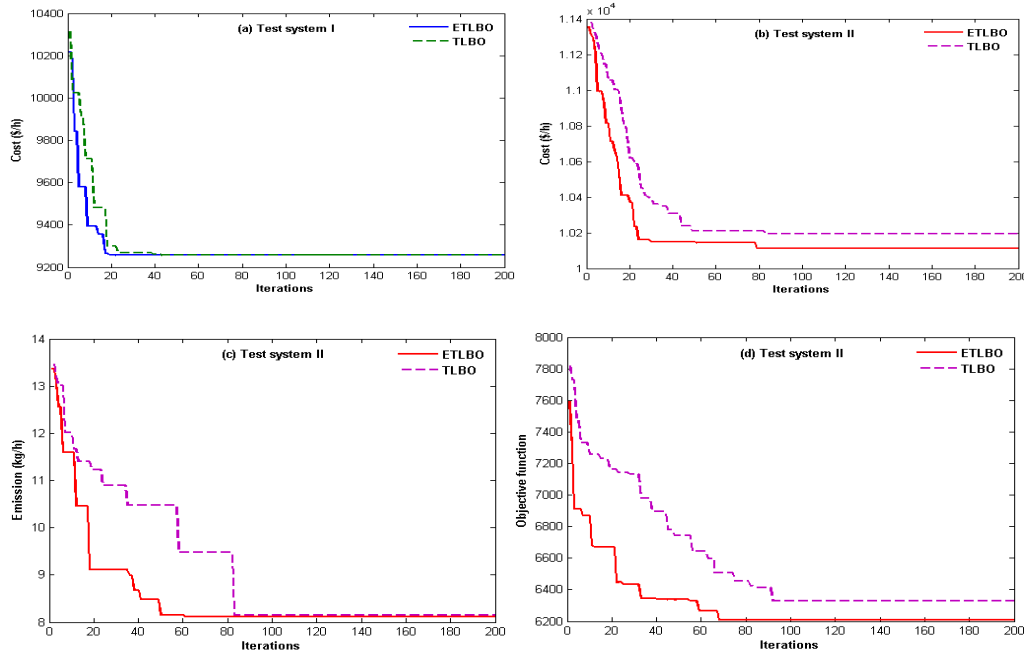 (a) Test system I
ETLBO
TLBO
10400
10200
10000
9800
9600
9400
9200
Cost ($/h)
0 20 40 60 80 100 120 140 160 180 200
Iterations
× 10⁴
(b) Test system II
ETLBO
TLBO
1.14
1.12
1.1
1.08
1.06
1.04
1.02
1
Cost ($/h)
0 20 40 60 80 100 120 140 160 180 200
Iterations
(c) Test system II
ETLBO
TLBO
14
13
12
11
10
9
8
Emission (kg/h)
0 20 40 60 80 100 120 140 160 180 200
Iterations
(d) Test system II
ETLBO
TLBO
8000
7800
7600
7400
7200
7000
6800
6600
6400
6200
Objective function
0 20 40 60 80 100 120 140 160 180 200
Iterations